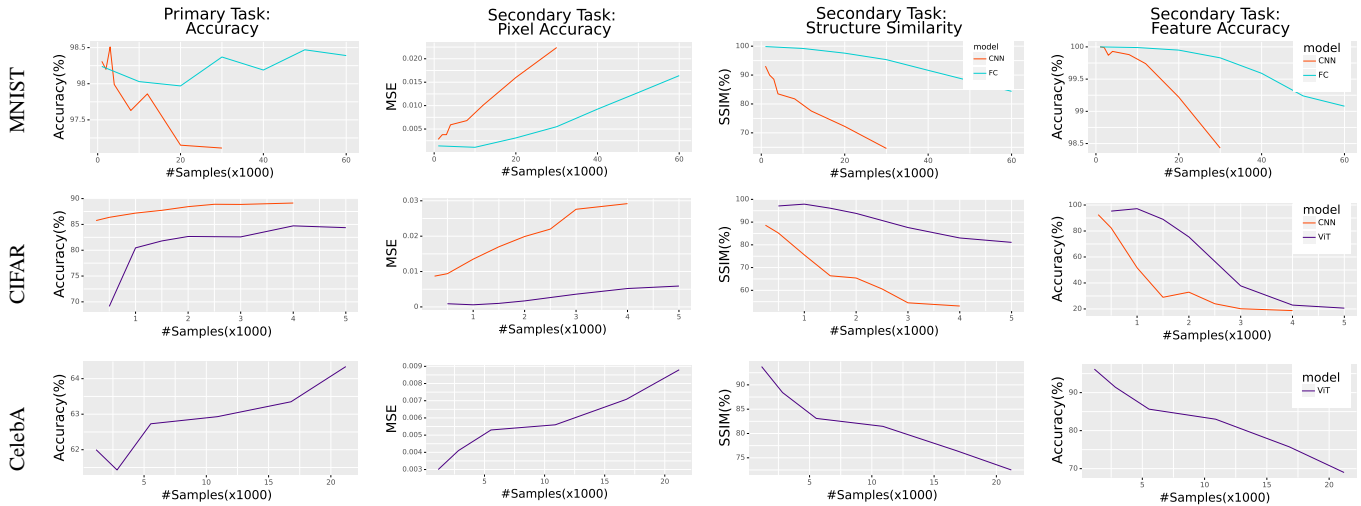 Primary Task:
Accuracy
Secondary Task:
Pixel Accuracy
Secondary Task:
Structure Similarity
Secondary Task:
Feature Accuracy
MNIST
Accuracy(%)
98.5
98
97.5
0
20
40
60
#Samples(x1000)
MSE
0.020
0.015
0.010
0.005
0
20
40
60
#Samples(x1000)
SSIM(%)
100
90
80
70
0
20
40
60
#Samples(x1000)
model
CNN
FC
Accuracy(%)
100
99.5
99
98.5
0
20
40
60
#Samples(x1000)
model
CNN
FC
CIFAR
Accuracy(%)
90
85
80
75
70
1
2
3
4
5
#Samples(x1000)
MSE
0.03
0.02
0.01
0
1
2
3
4
5
#Samples(x1000)
SSIM(%)
100
90
80
70
60
1
2
3
4
5
#Samples(x1000)
Accuracy(%)
100
80
60
40
20
1
2
3
4
5
#Samples(x1000)
model
CNN
ViT
CelebA
Accuracy(%)
64
63
62
5
10
15
20
#Samples(x1000)
MSE
0.009
0.008
0.007
0.006
0.005
0.004
0.003
5
10
15
20
#Samples(x1000)
SSIM(%)
90
85
80
75
5
10
15
20
#Samples(x1000)
Accuracy(%)
90
80
70
5
10
15
20
#Samples(x1000)
model
ViT